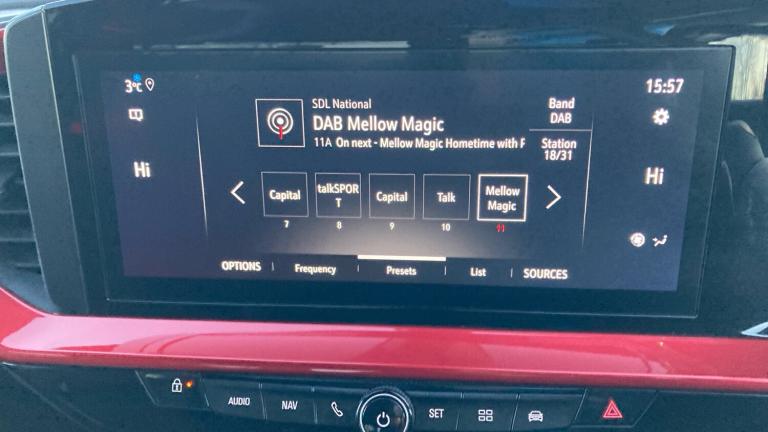 3°C
15:57
SDL National
DAB Mellow Magic
11A On next - Mellow Magic Hometime with F
Band
DAB
Station
18/31
Hi
Hi
Capital
talkSPOR
T
Capital
Talk
Mellow
Magic
7
8
9
10
11
OPTIONS
Frequency
Presets
List
SOURCES
AUDIO
NAV
SET